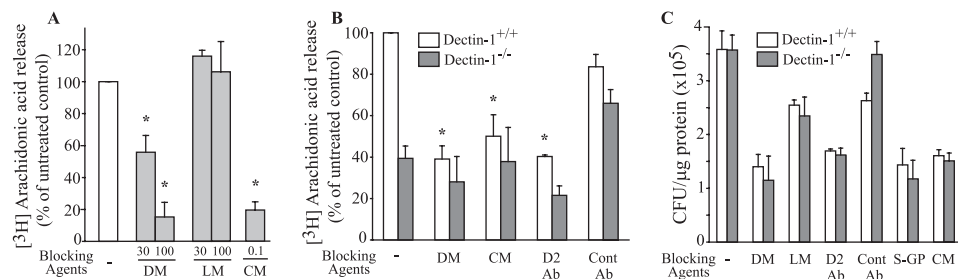 A
[³H] Arachidonic acid release
(% of untreated control)
120
100
80
60
40
20
0
*
*
*
Blocking
Agents
-
30 100
30 100
0.1
DM
LM
CM
B
[³H] Arachidonic acid release
(% of untreated control)
100
80
60
40
20
0
Dectin-1+/+
Dectin-1-/-
*
*
*
Blocking
Agents
-
DM
CM
D2
Ab
Cont
Ab
C
CFU/µg protein (x10⁵)
4
3
2
1
0
Dectin-1+/+
Dectin-1-/-
Blocking
Agents
-
DM
LM
D2
Ab
Cont
Ab
S-GP
CM